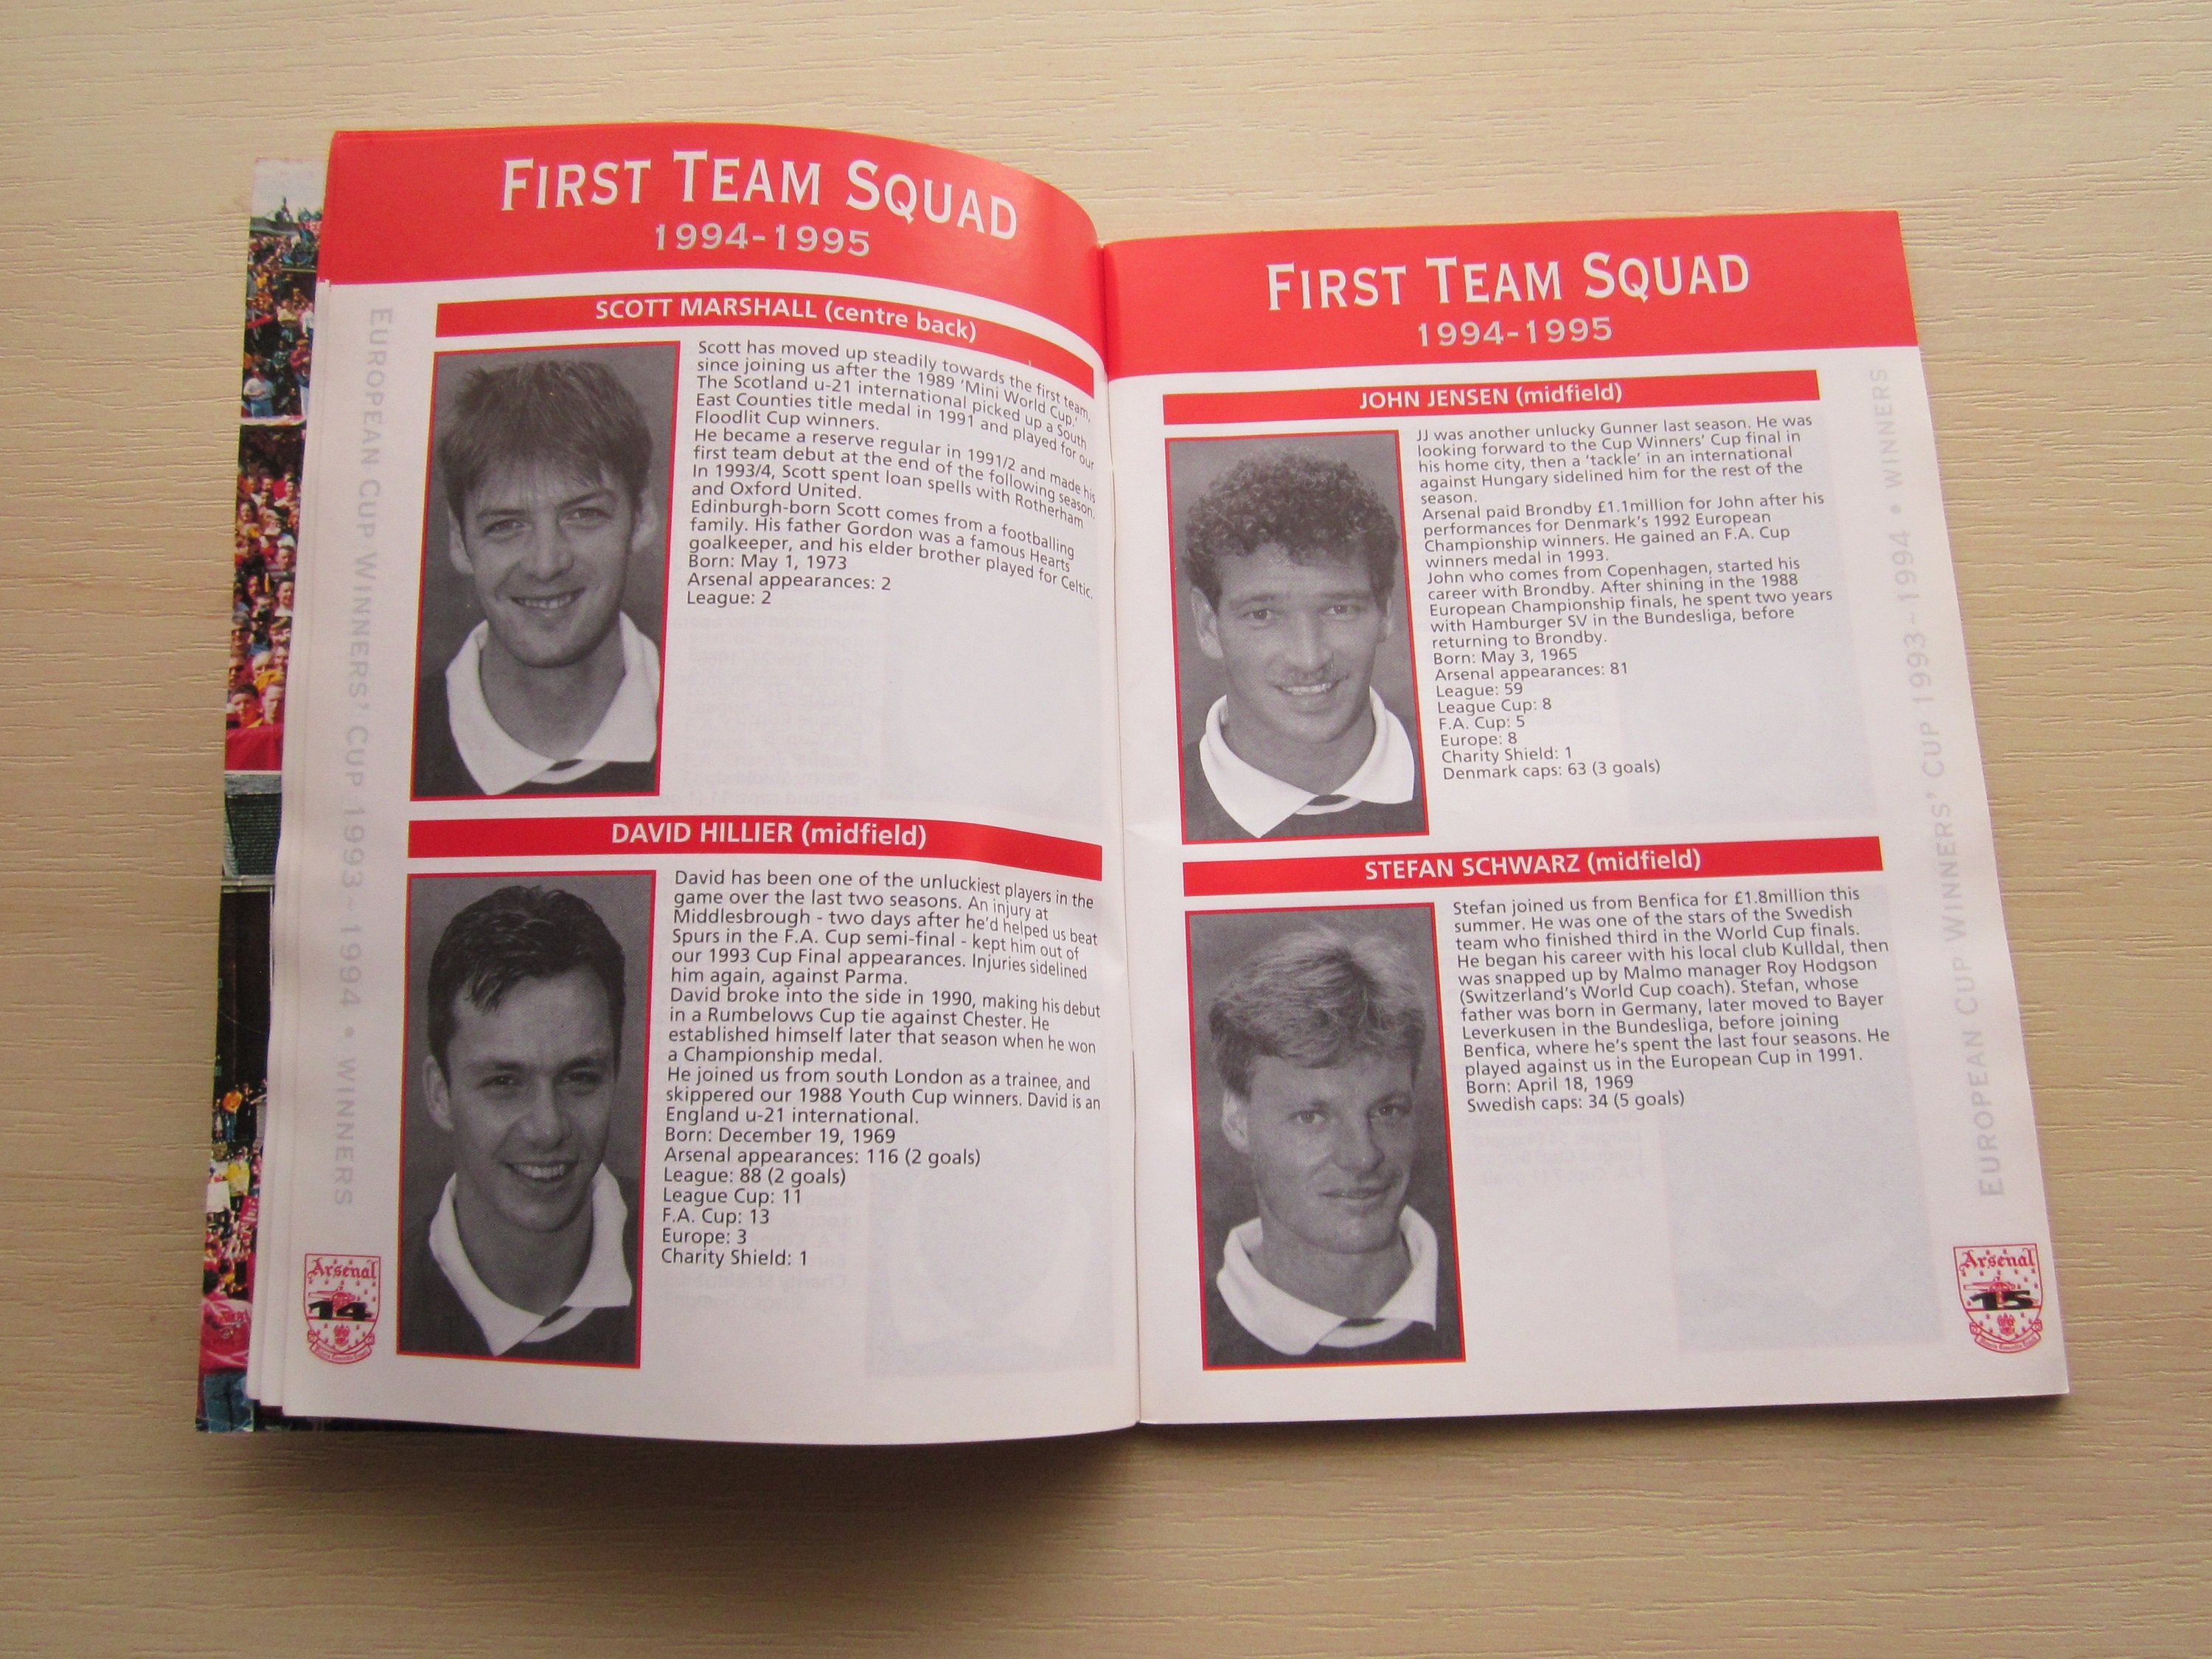 FIRST TEAM SQUAD
1994-1995
SCOTT MARSHALL (centre back)
Scott has moved up steadily towards the first team,
since joining us after the 1989 'Mini World Cup.'
The Scotland u-21 international picked up a South
East Counties title medal in 1991 and played for our
Floodlit Cup winners.
He became a reserve regular in 1991/2 and made his
first team debut at the end of the following season.
In 1993/4, Scott spent loan spells with Rotherham
and Oxford United.
Edinburgh-born Scott comes from a footballing
family. His father Gordon was a famous Hearts
goalkeeper, and his elder brother played for Celtic.
Born: May 1, 1973
Arsenal appearances: 2
League: 2
DAVID HILLIER (midfield)
David has been one of the unluckiest players in the
game over the last two seasons. An injury at
Middlesbrough - two days after he'd helped us beat
Spurs in the F.A. Cup semi-final - kept him out of
our 1993 Cup Final appearances. Injuries sidelined
him again, against Parma.
David broke into the side in 1990, making his debut
in a Rumbelows Cup tie against Chester. He
established himself later that season when he won
a Championship medal.
He joined us from south London as a trainee, and
skippered our 1988 Youth Cup winners. David is an
England u-21 international.
Born: December 19, 1969
Arsenal appearances: 116 (2 goals)
League: 88 (2 goals)
League Cup: 11
F.A. Cup: 13
Europe: 3
Charity Shield: 1
EUROPEAN CUP WINNERS' CUP 1993~1994 • WINNERS
Arsenal
14
FIRST TEAM SQUAD
1994-1995
JOHN JENSEN (midfield)
JJ was another unlucky Gunner last season. He was
looking forward to the Cup Winners' Cup final in
his home city, then a 'tackle' in an international
against Hungary sidelined him for the rest of the
season.
Arsenal paid Brondby £1.1million for John after his
performances for Denmark's 1992 European
Championship winners. He gained an F.A. Cup
winners medal in 1993.
John who comes from Copenhagen, started his
career with Brondby. After shining in the 1988
European Championship finals, he spent two years
with Hamburger SV in the Bundesliga, before
returning to Brondby.
Born: May 3, 1965
Arsenal appearances: 81
League: 59
League Cup: 8
F.A. Cup: 5
Europe: 8
Charity Shield: 1
Denmark caps: 63 (3 goals)
STEFAN SCHWARZ (midfield)
Stefan joined us from Benfica for £1.8million this
summer. He was one of the stars of the Swedish
team who finished third in the World Cup finals.
He began his career with his local club Kulldal, then
was snapped up by Malmo manager Roy Hodgson
(Switzerland's World Cup coach). Stefan, whose
father was born in Germany, later moved to Bayer
Leverkusen in the Bundesliga, before joining
Benfica, where he's spent the last four seasons. He
played against us in the European Cup in 1991.
Born: April 18, 1969
Swedish caps: 34 (5 goals)
EUROPEAN CUP WINNERS' CUP 1993~1994 • WINNERS
Arsenal
15